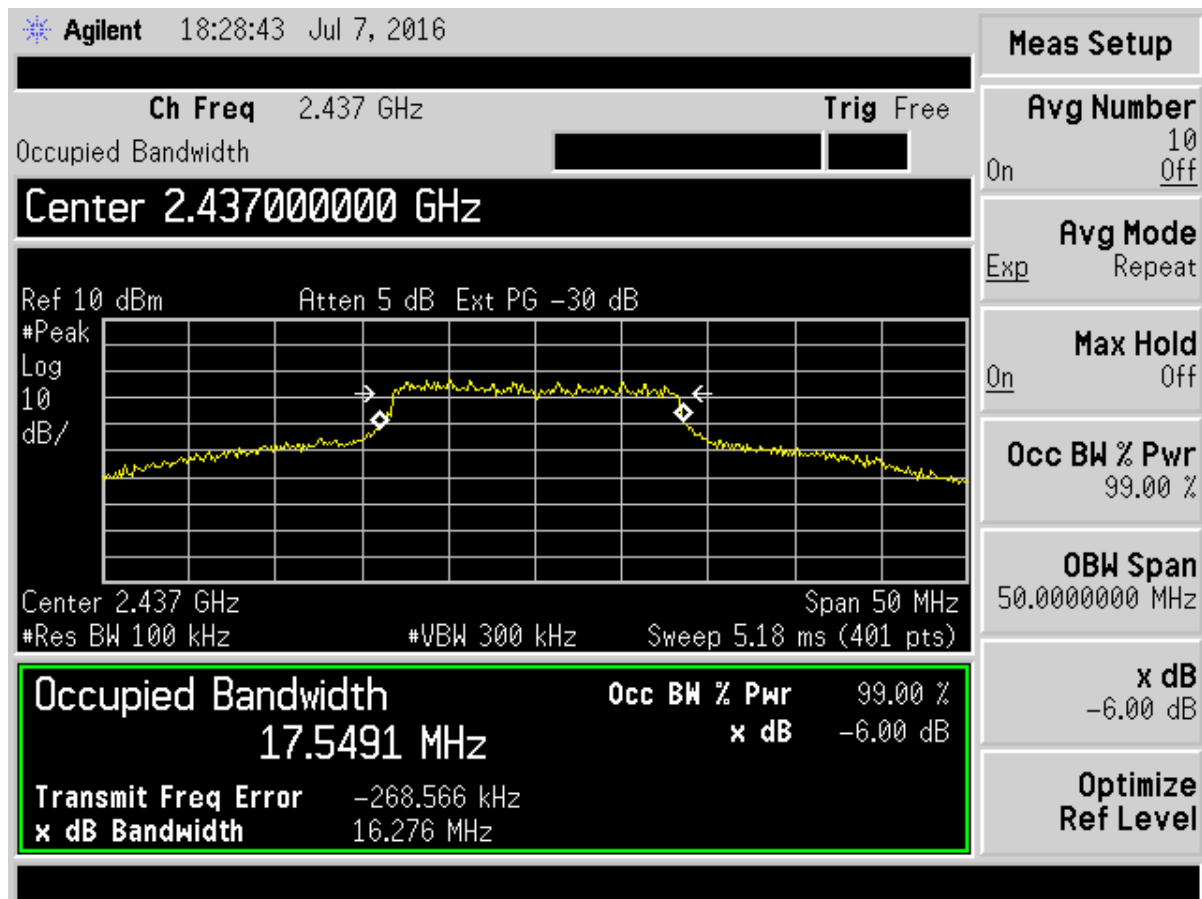 Agilent 18:28:43 Jul 7, 2016
Ch Freq 2.437 GHz Trig Free
Occupied Bandwidth
Center 2.437000000 GHz
Ref 10 dBm Atten 5 dB Ext PG -30 dB
#Peak
Log
10
dB/
Center 2.437 GHz Span 50 MHz
#Res BW 100 kHz #VBW 300 kHz Sweep 5.18 ms (401 pts)
Occupied Bandwidth Occ BW % Pwr 99.00 %
17.5491 MHz x dB -6.00 dB
Transmit Freq Error -268.566 kHz
x dB Bandwidth 16.276 MHz
Meas Setup
Avg Number
10
On Off
Avg Mode
Exp Repeat
Max Hold
On Off
Occ BW % Pwr
99.00 %
OBW Span
50.0000000 MHz
x dB
-6.00 dB
Optimize
Ref Level